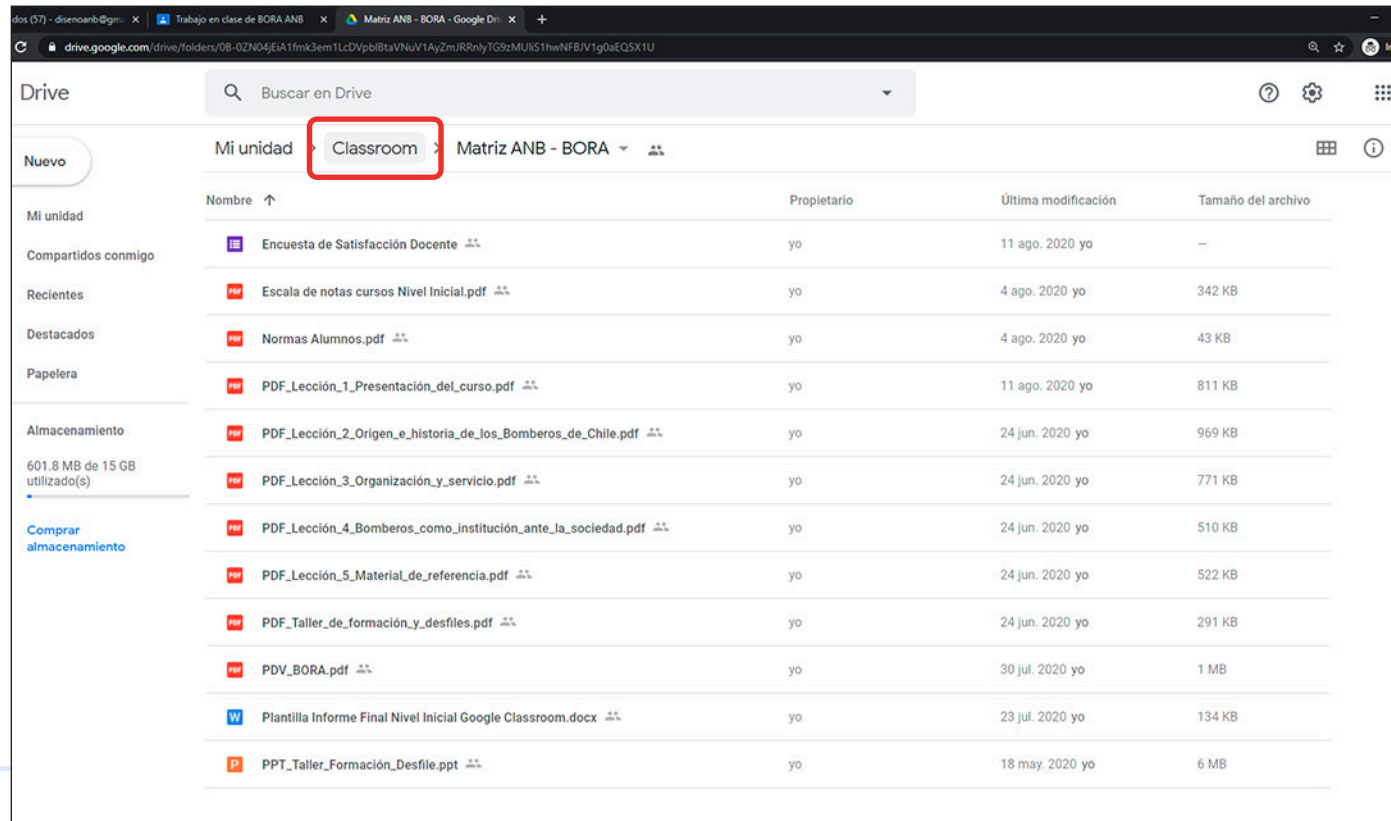 dos (57) - disenoanb@gm
Trabajo en clase de BORA ANB
Matriz ANB - BORA - Google Dri
drive.google.com/drive/folders/
Drive
Buscar en Drive
Nuevo
Mi unidad
Classroom
Matriz ANB - BORA
Mi unidad
Compartidos conmigo
Recientes
Destacados
Papelera
Almacenamiento
601.8 MB de 15 GB
utilizado(s)
Comprar
almacenamiento
Nombre Propietario Última modificación Tamaño del archivo
Encuesta de Satisfacción Docente yo 11 ago. 2020 yo –
PDF Escala de notas cursos Nivel Inicial.pdf yo 4 ago. 2020 yo 342 KB
PDF Normas Alumnos.pdf yo 4 ago. 2020 yo 43 KB
PDF PDF_Lección_1_Presentación_del_curso.pdf yo 11 ago. 2020 yo 811 KB
PDF PDF_Lección_2_Origen_e_historia_de_los_Bomberos_de_Chile.pdf yo 24 jun. 2020 yo 969 KB
PDF PDF_Lección_3_Organización_y_servicio.pdf yo 24 jun. 2020 yo 771 KB
PDF PDF_Lección_4_Bomberos_como_institución_ante_la_sociedad.pdf yo 24 jun. 2020 yo 510 KB
PDF PDF_Lección_5_Material_de_referencia.pdf yo 24 jun. 2020 yo 522 KB
PDF PDF_Taller_de_formación_y_desfiles.pdf yo 24 jun. 2020 yo 291 KB
PDF PDV_BORA.pdf yo 30 jul. 2020 yo 1 MB
W Plantilla Informe Final Nivel Inicial Google Classroom.docx yo 23 jul. 2020 yo 134 KB
P PPT_Taller_Formación_Desfile.ppt yo 18 may. 2020 yo 6 MB